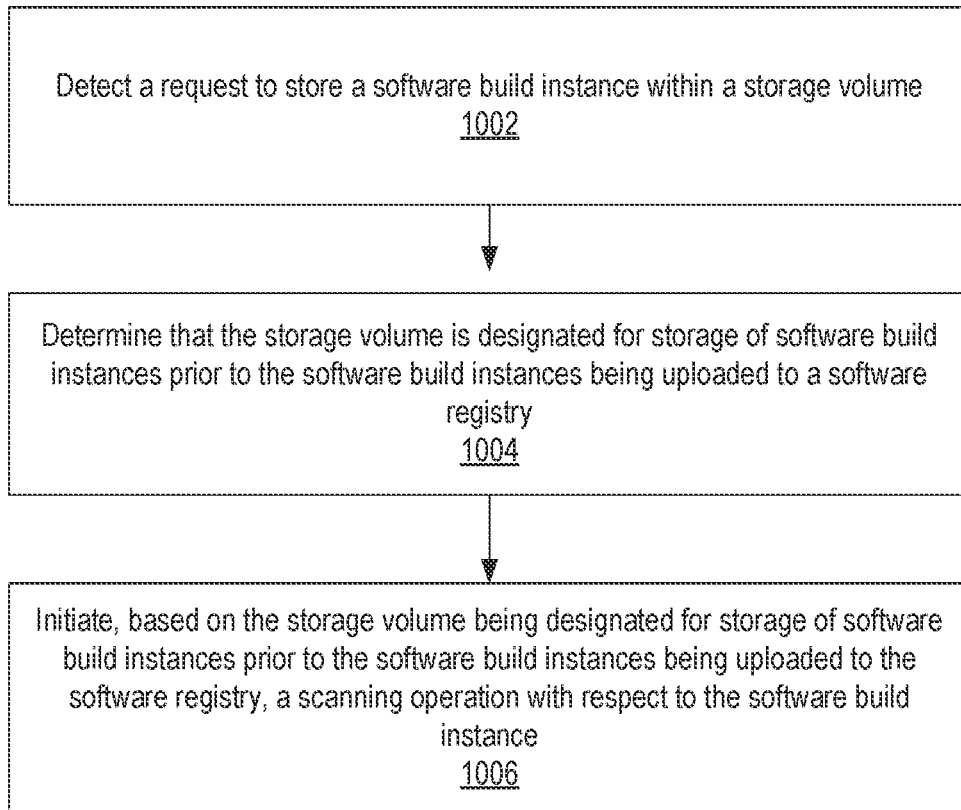 Detect a request to store a software build instance within a storage volume
1002
Determine that the storage volume is designated for storage of software build
instances prior to the software build instances being uploaded to a software
registry
1004
Initiate, based on the storage volume being designated for storage of software
build instances prior to the software build instances being uploaded to the
software registry, a scanning operation with respect to the software build
instance
1006